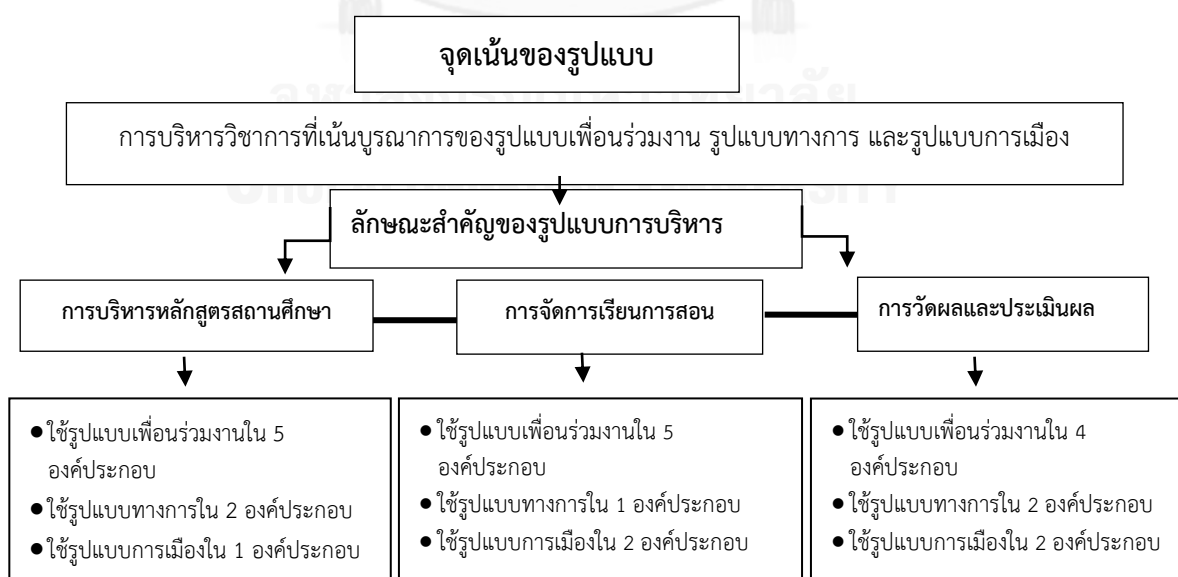 จุดเน้นของรูปแบบ
การบริหารวิชาการที่เน้นบูรณาการของรูปแบบเพื่อนร่วมงาน รูปแบบทางการ และรูปแบบการเมือง
ลักษณะสำคัญของรูปแบบการบริหาร
การบริหารหลักสูตรสถานศึกษา
การจัดการเรียนการสอน
การวัดผลและประเมินผล
●ใช้รูปแบบเพื่อนร่วมงานใน 5
องค์ประกอบ
●ใช้รูปแบบทางการใน 2 องค์ประกอบ
●ใช้รูปแบบการเมืองใน 1 องค์ประกอบ
●ใช้รูปแบบเพื่อนร่วมงานใน 5
องค์ประกอบ
●ใช้รูปแบบทางการใน 1 องค์ประกอบ
●ใช้รูปแบบการเมืองใน 2 องค์ประกอบ
●ใช้รูปแบบเพื่อนร่วมงานใน 4
องค์ประกอบ
●ใช้รูปแบบทางการใน 2 องค์ประกอบ
●ใช้รูปแบบการเมืองใน 2 องค์ประกอบ